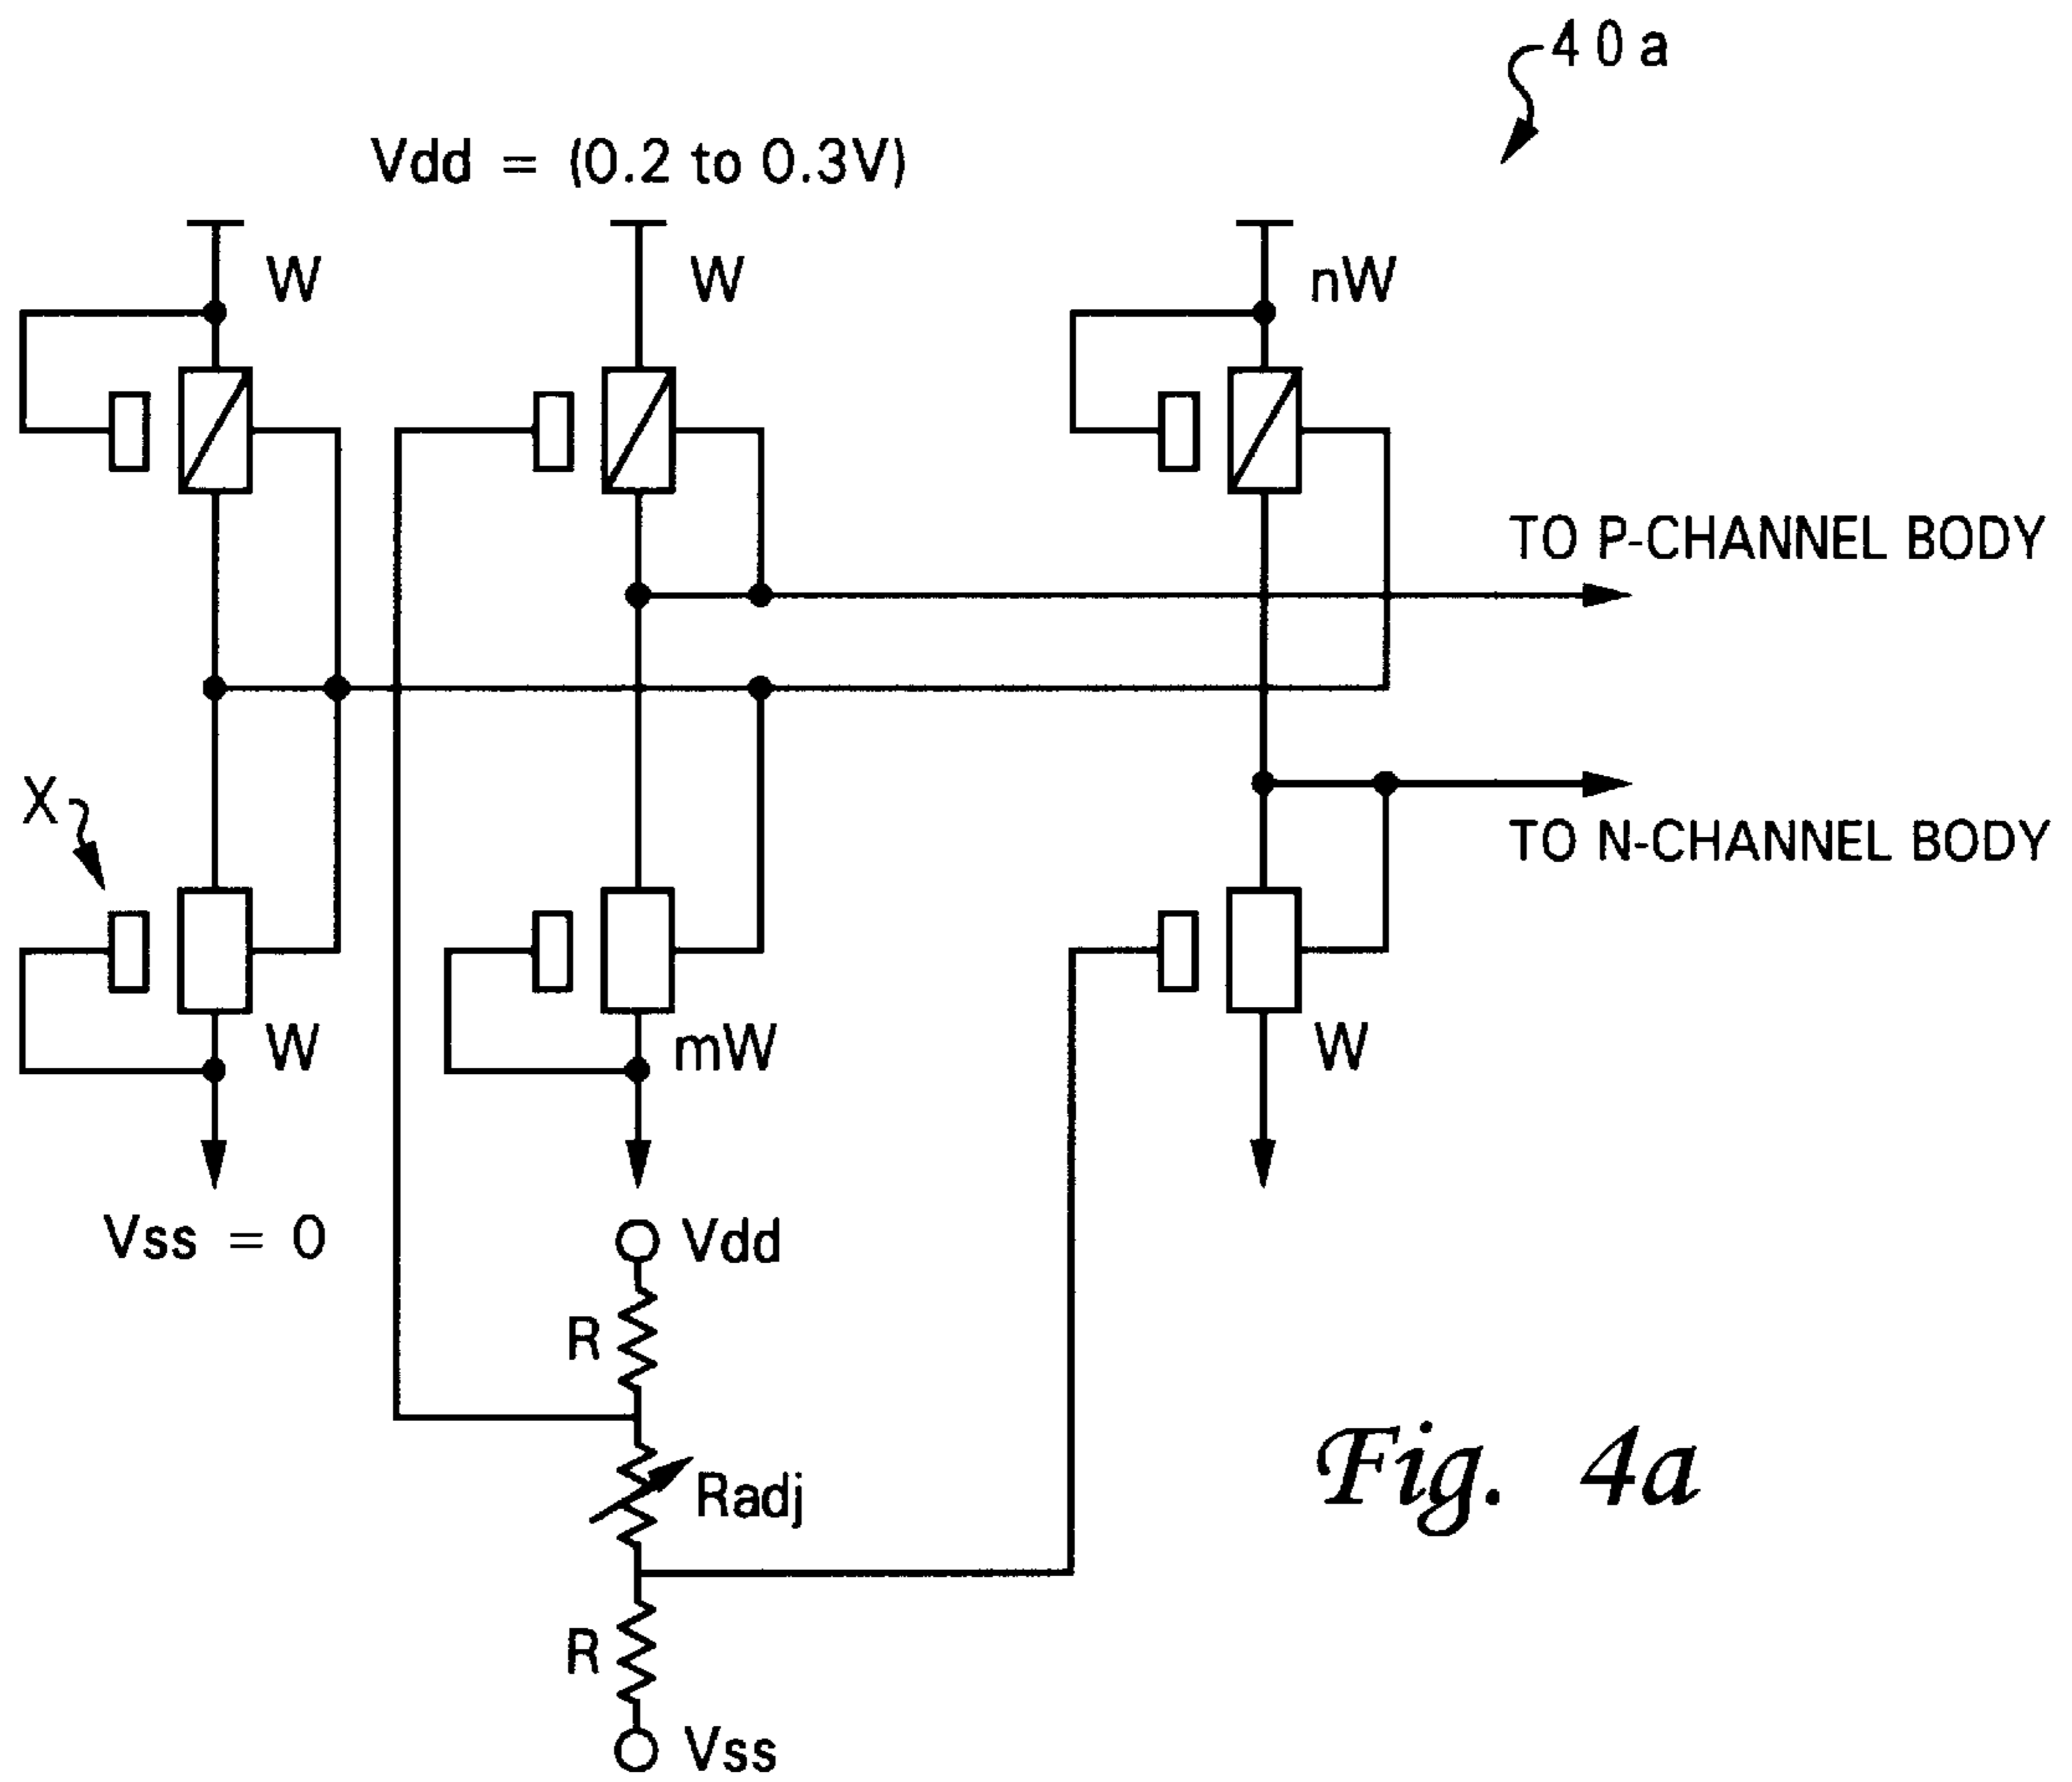 40a
Vdd = (0.2 to 0.3V)
W
W
nW
TO P-CHANNEL BODY
X
TO N-CHANNEL BODY
W
mW
W
Vss = 0
Vdd
R
Radj
Fig. 4a
R
Vss